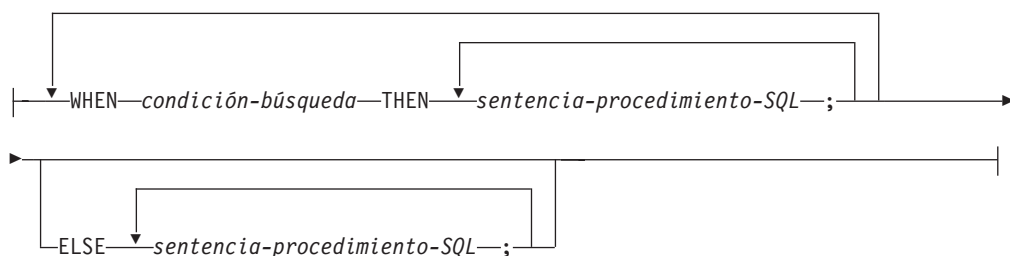 WHEN condición-búsqueda THEN sentencia-procedimiento-SQL ;
ELSE sentencia-procedimiento-SQL ;